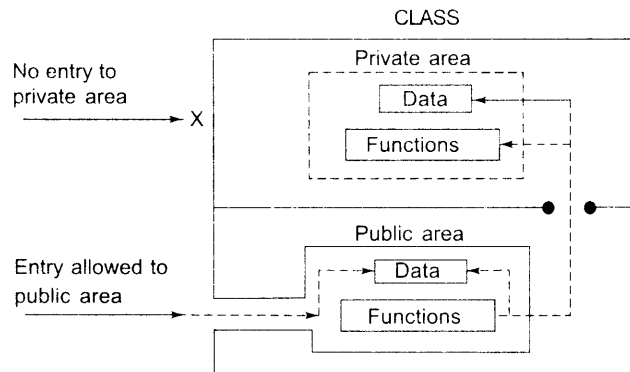 CLASS
No entry to
private area
X
Private area
Data
Functions
Entry allowed to
public area
Public area
Data
Functions